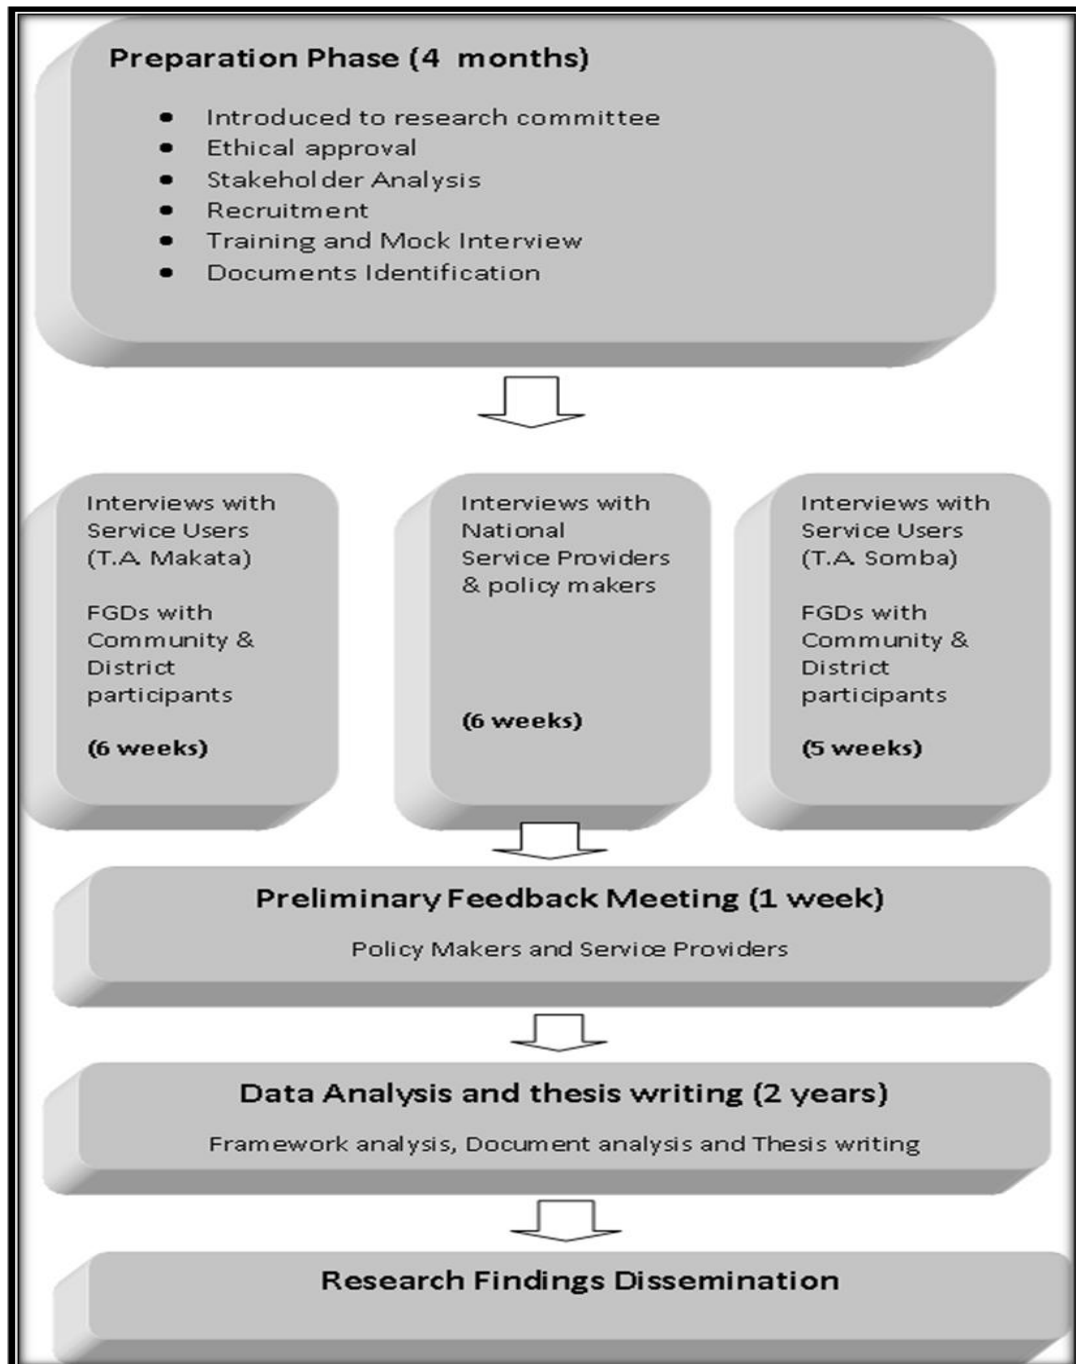 Preparation Phase (4 months)
• Introduced to research committee
• Ethical approval
• Stakeholder Analysis
• Recruitment
• Training and Mock Interview
• Documents Identification
Interviews with
Service Users
(T.A. Makata)
FGDs with
Community &
District
participants
(6 weeks)
Interviews with
National
Service Providers
& policy makers
(6 weeks)
Interviews with
Service Users
(T.A. Somba)
FGDs with
Community &
District
participants
(5 weeks)
Preliminary Feedback Meeting (1 week)
Policy Makers and Service Providers
Data Analysis and thesis writing (2 years)
Framework analysis, Document analysis and Thesis writing
Research Findings Dissemination